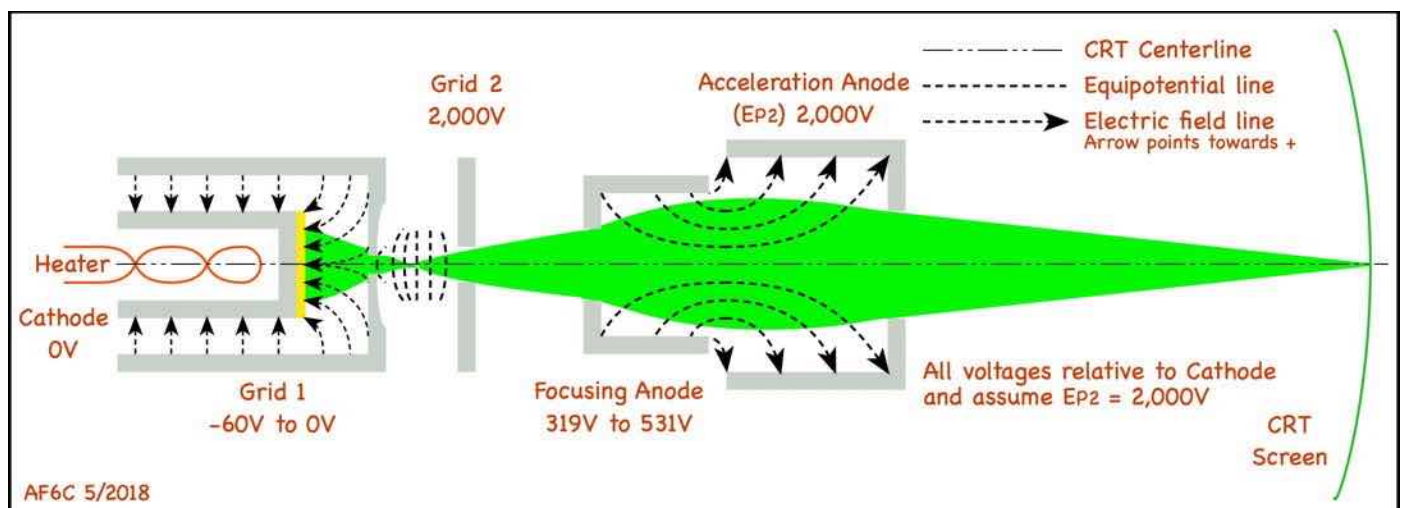 CRT Centerline
Equipotential line
Electric field line
Arrow points towards +
Grid 2
2,000V
Acceleration Anode
(EP2) 2,000V
Heater
Cathode
0V
Grid 1
-60V to 0V
Focusing Anode
319V to 531V
All voltages relative to Cathode
and assume EP2 = 2,000V
CRT
Screen
AF6C 5/2018